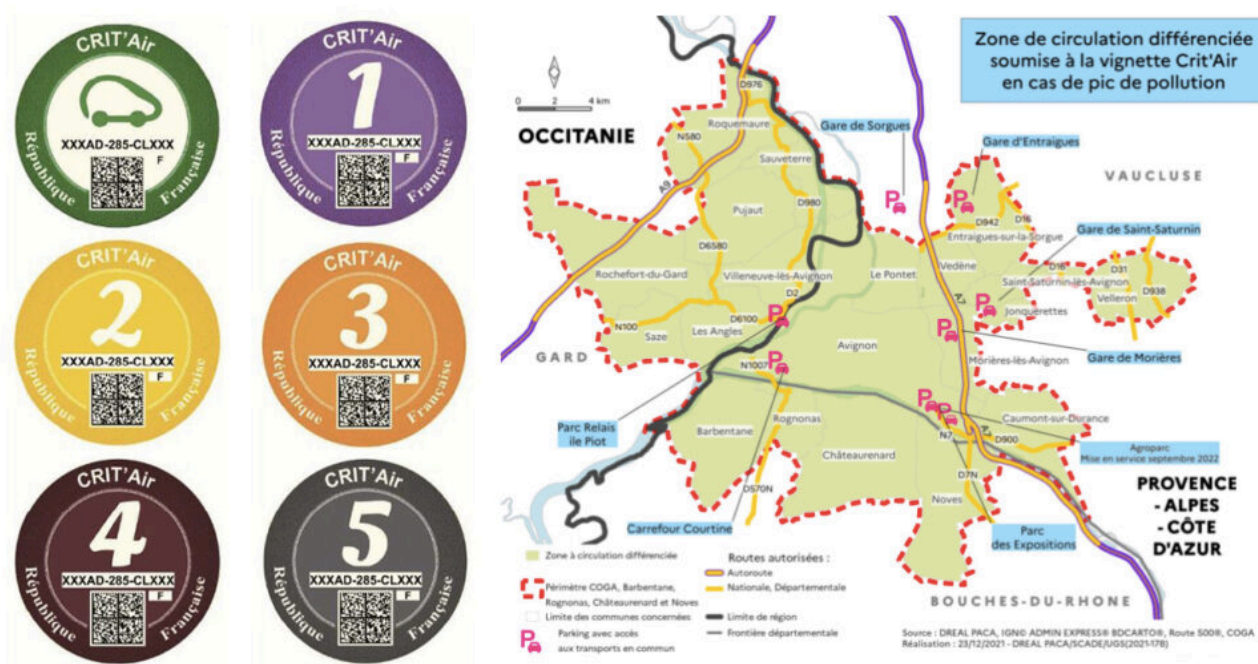 CRIT'Air
XXXAD-285-CLXXX
F
République Française
CRIT'Air
1
XXXAD-285-CLXXX
F
République Française
CRIT'Air
2
XXXAD-285-CLXXX
F
République Française
CRIT'Air
3
XXXAD-285-CLXXX
F
République Française
CRIT'Air
4
XXXAD-285-CLXXX
F
République Française
CRIT'Air
5
XXXAD-285-CLXXX
F
République Française
Zone de circulation différenciée
soumise à la vignette Crit'Air
en cas de pic de pollution
0 2 4 km
OCCITANIE
D976
Roquemaure
N580
Sauveterre
Gare de Sorgues
Gare d'Entraigues
VAUCLUSE
A9
Pujaut
D980
P
P
D942
D16
Entraigues-sur-la-Sorgue
Gare de Saint-Saturnin
D6580
Rochefort-du-Gard
Villeneuve-lès-Avignon
Le Pontet
Vedène
D16
D31
Saint-Saturnin-lès-Avignon
D938
Velleron
D2
A7
P
Jonquerettes
N100
D6100
Les Angles
Saze
P
P
Avignon
GARD
Morières-lès-Avignon
Gare de Morières
N1007
P
Parc Relais
ile Piot
Barbentane
Rognonas
P
P
Caumont-sur-Durance
N7
A7
D900
Agroparc
Mise en service septembre 2022
Châteaurenard
D7N
D570N
Noves
PROVENCE
- ALPES
- CÔTE
D'AZUR
Carrefour Courtine
Parc
des Expositions
BOUCHES-DU-RHONE
Zone à circulation différenciée
Périmètre COGA, Barbentane,
Rognonas, Châteaurenard et Noves
Limite des communes concernées
P
Parking avec accès
aux transports en commun
Routes autorisées :
Autoroute
Nationale, Départementale
Limite de région
Frontière départementale
Source : DREAL PACA, IGN© ADMIN EXPRESS® BDCARTO®, Route 500®, COGA
Réalisation : 23/12/2021 - DREAL PACA/SCADE/UGS(2021-178)